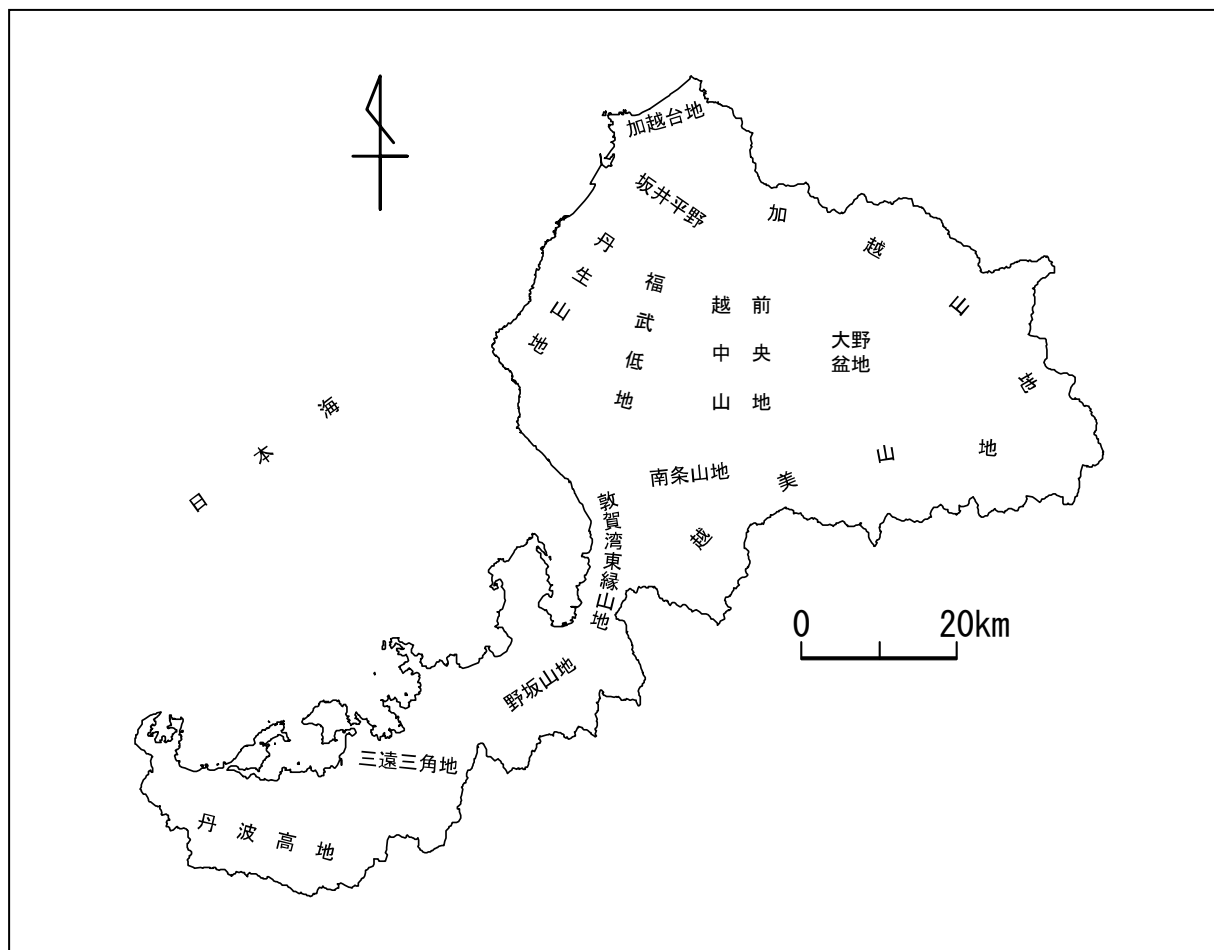 加越台地
坂井平野
加越山地
丹生山地
福武低地
越前
中央
山地
大野
盆地
日本海
南条山地
越美山地
敦賀湾東縁山地
0 20km
野坂山地
三遠三角地
丹波高地